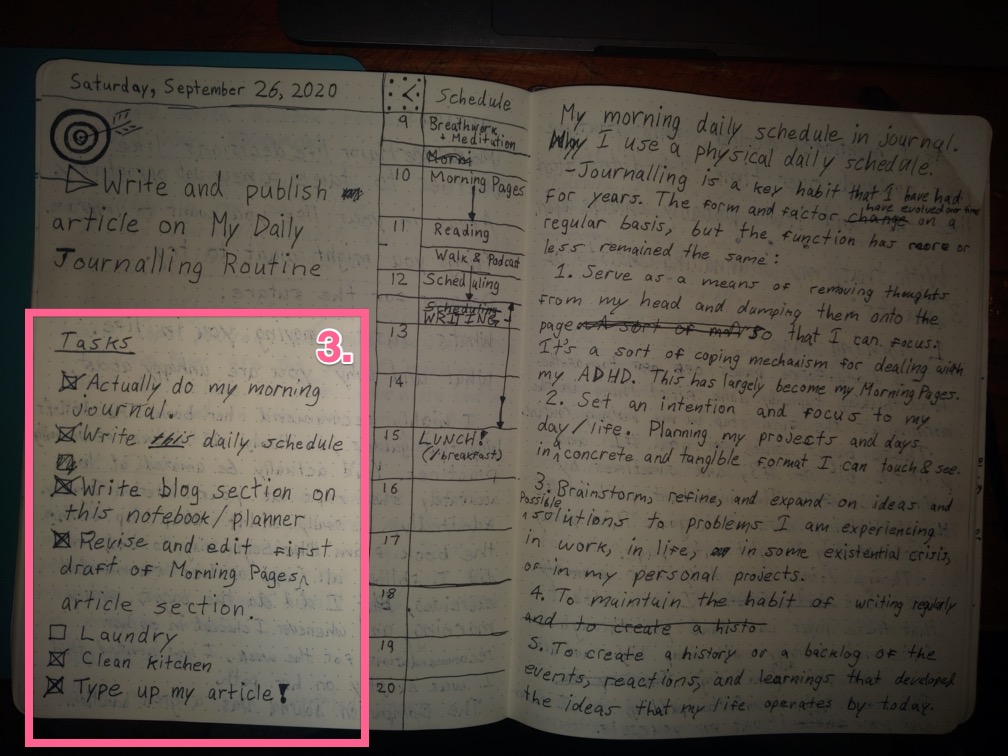 Saturday, September 26, 2020
Write and publish
article on My Daily
Journalling Routine
3.
Tasks
Actually do my morning
journal.
Write this daily schedule
Write blog section on
this notebook/planner
Revise and edit first
draft of Morning Pages
article section.
Laundry
Clean kitchen
Type up my article!
Schedule
9 Breathwork
+ Meditation
Morni
10 Morning Pages
11 Reading
Walk & Podcast
12 Scheduling
Scheduling
WRITING
13
14
15 LUNCH!
(/breakfast)
16
17
18
19
20
My morning daily schedule in journal.
Why I use a physical daily schedule.
-Journalling is a key habit that I have had
for years. The form and factor change have evolved over time on a
regular basis, but the function has more or
less remained the same:
1. Serve as a means of removing thoughts
from my head and dumping them onto the
page so that I can focus.
It's a sort of coping mechanism for dealing with
my ADHD. This has largely become my Morning Pages.
2. Set an intention and focus to my
day/life. Planning my projects and days
in a concrete and tangible format I can touch & see.
3. Brainstorm, refine, and expand on ideas and
possible solutions to problems I am experiencing
in work, in life, in some existential crisis,
or in my personal projects.
4. To maintain the habit of writing regularly
and to create a histo
5. To create a history or a backlog of the
events, reactions, and learnings that developed
the ideas that my life operates by today.